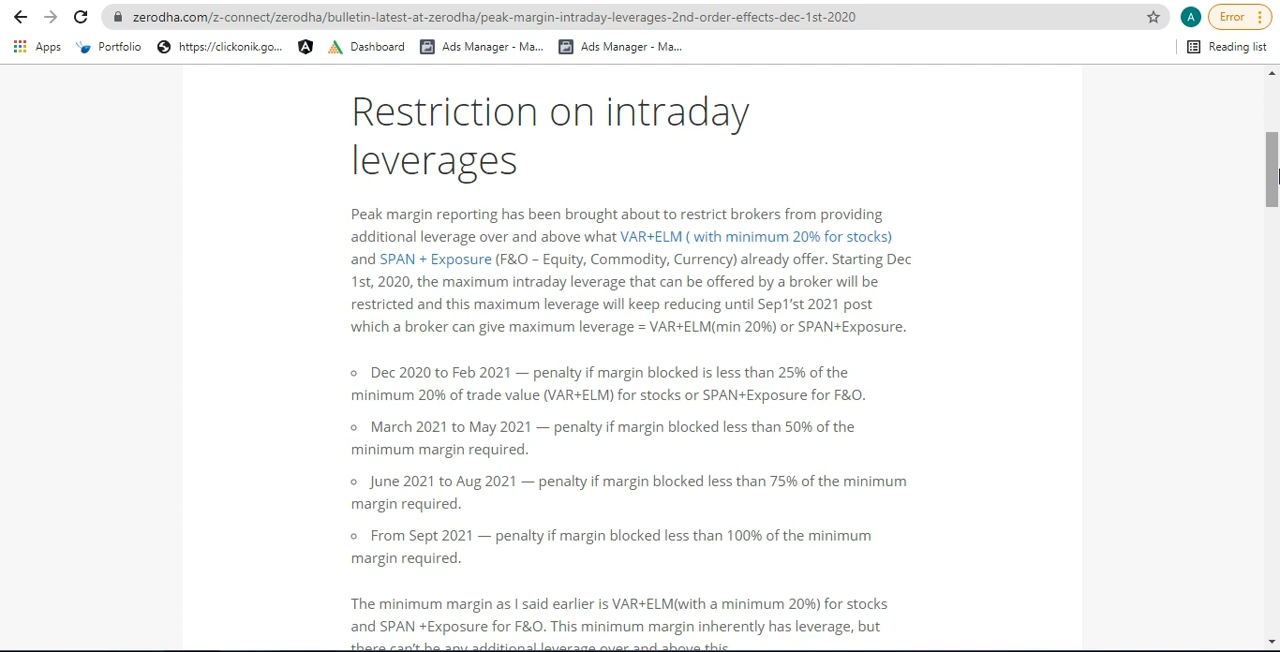 zerodha.com/z-connect/zerodha/bulletin-latest-at-zerodha/peak-margin-intraday-leverages-2nd-order-effects-dec-1st-2020
A
Error
Apps
Portfolio
https://clickonik.go...
Dashboard
Ads Manager - Ma...
Ads Manager - Ma...
Reading list
Restriction on intraday
leverages
Peak margin reporting has been brought about to restrict brokers from providing
additional leverage over and above what VAR+ELM ( with minimum 20% for stocks)
and SPAN + Exposure (F&O – Equity, Commodity, Currency) already offer. Starting Dec
1st, 2020, the maximum intraday leverage that can be offered by a broker will be
restricted and this maximum leverage will keep reducing until Sep1'st 2021 post
which a broker can give maximum leverage = VAR+ELM(min 20%) or SPAN+Exposure.
Dec 2020 to Feb 2021 — penalty if margin blocked is less than 25% of the
minimum 20% of trade value (VAR+ELM) for stocks or SPAN+Exposure for F&O.
March 2021 to May 2021 — penalty if margin blocked less than 50% of the
minimum margin required.
June 2021 to Aug 2021 — penalty if margin blocked less than 75% of the minimum
margin required.
From Sept 2021 — penalty if margin blocked less than 100% of the minimum
margin required.
The minimum margin as I said earlier is VAR+ELM(with a minimum 20%) for stocks
and SPAN +Exposure for F&O. This minimum margin inherently has leverage, but
there can't be any additional leverage over and above this.